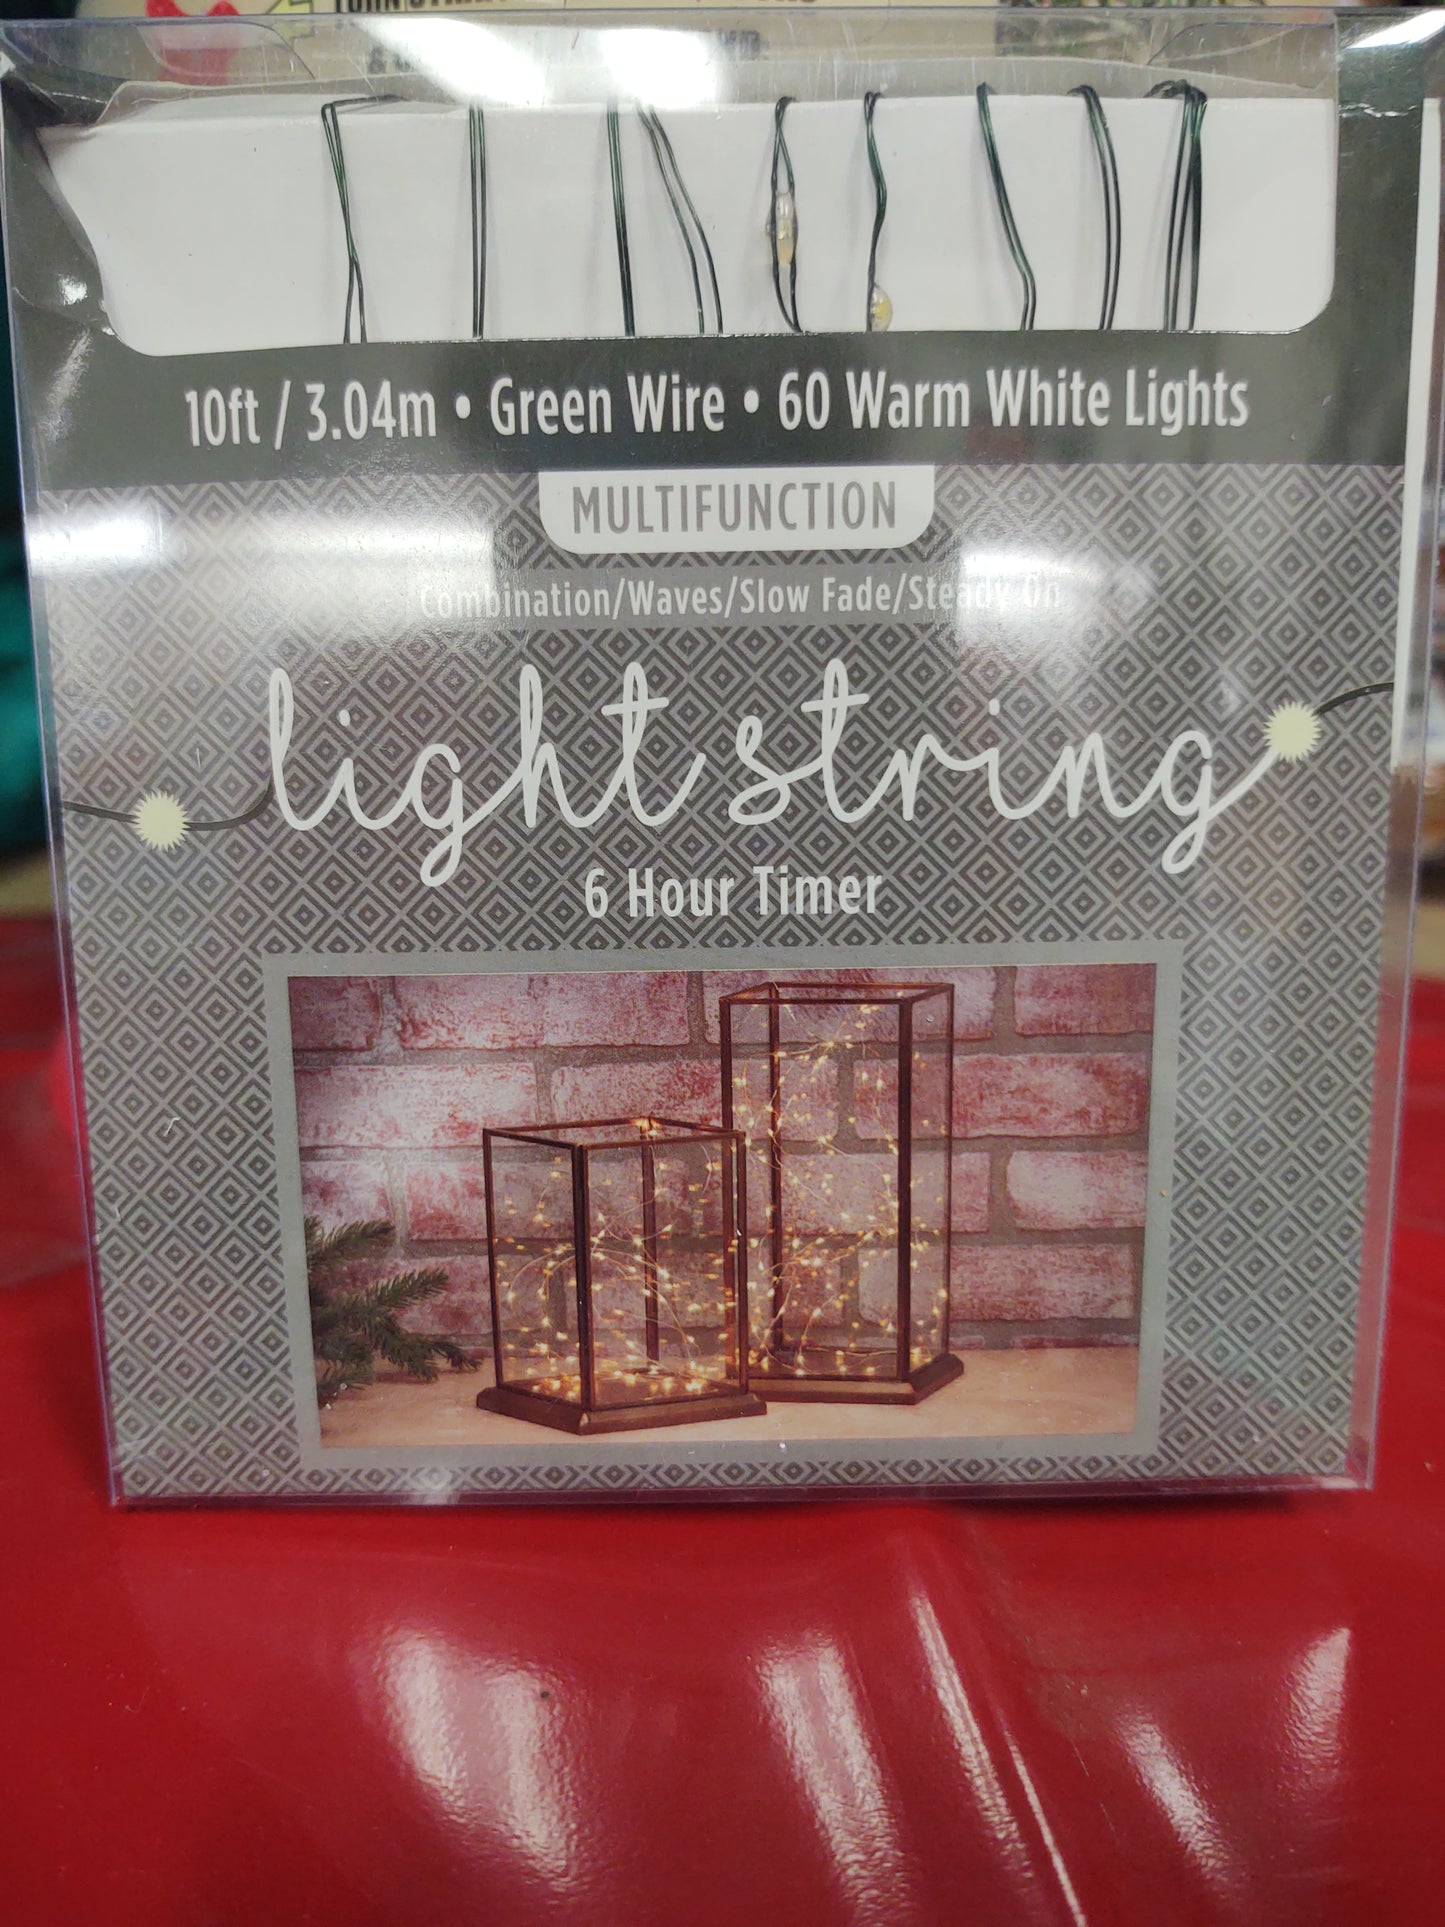 10ft / 3.04m • Green Wire • 60 Warm White Lights
MULTIFUNCTION
Combination/Waves/Slow Fade/Steady On
light string
6 Hour Timer